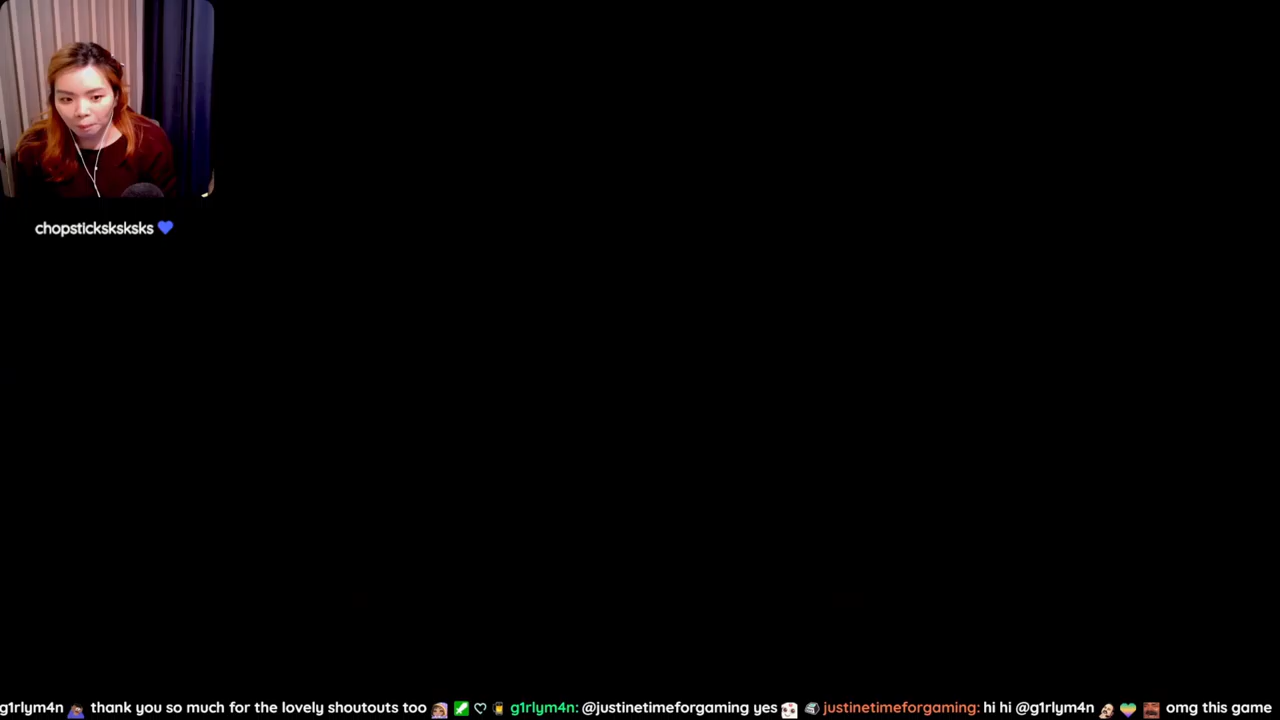 chopsticksksksks 💙
g1rlym4n thank you so much for the lovely shoutouts too g1rlym4n: @justinetimeforgaming yes justinetimeforgaming: hi hi @g1rlym4n omg this game